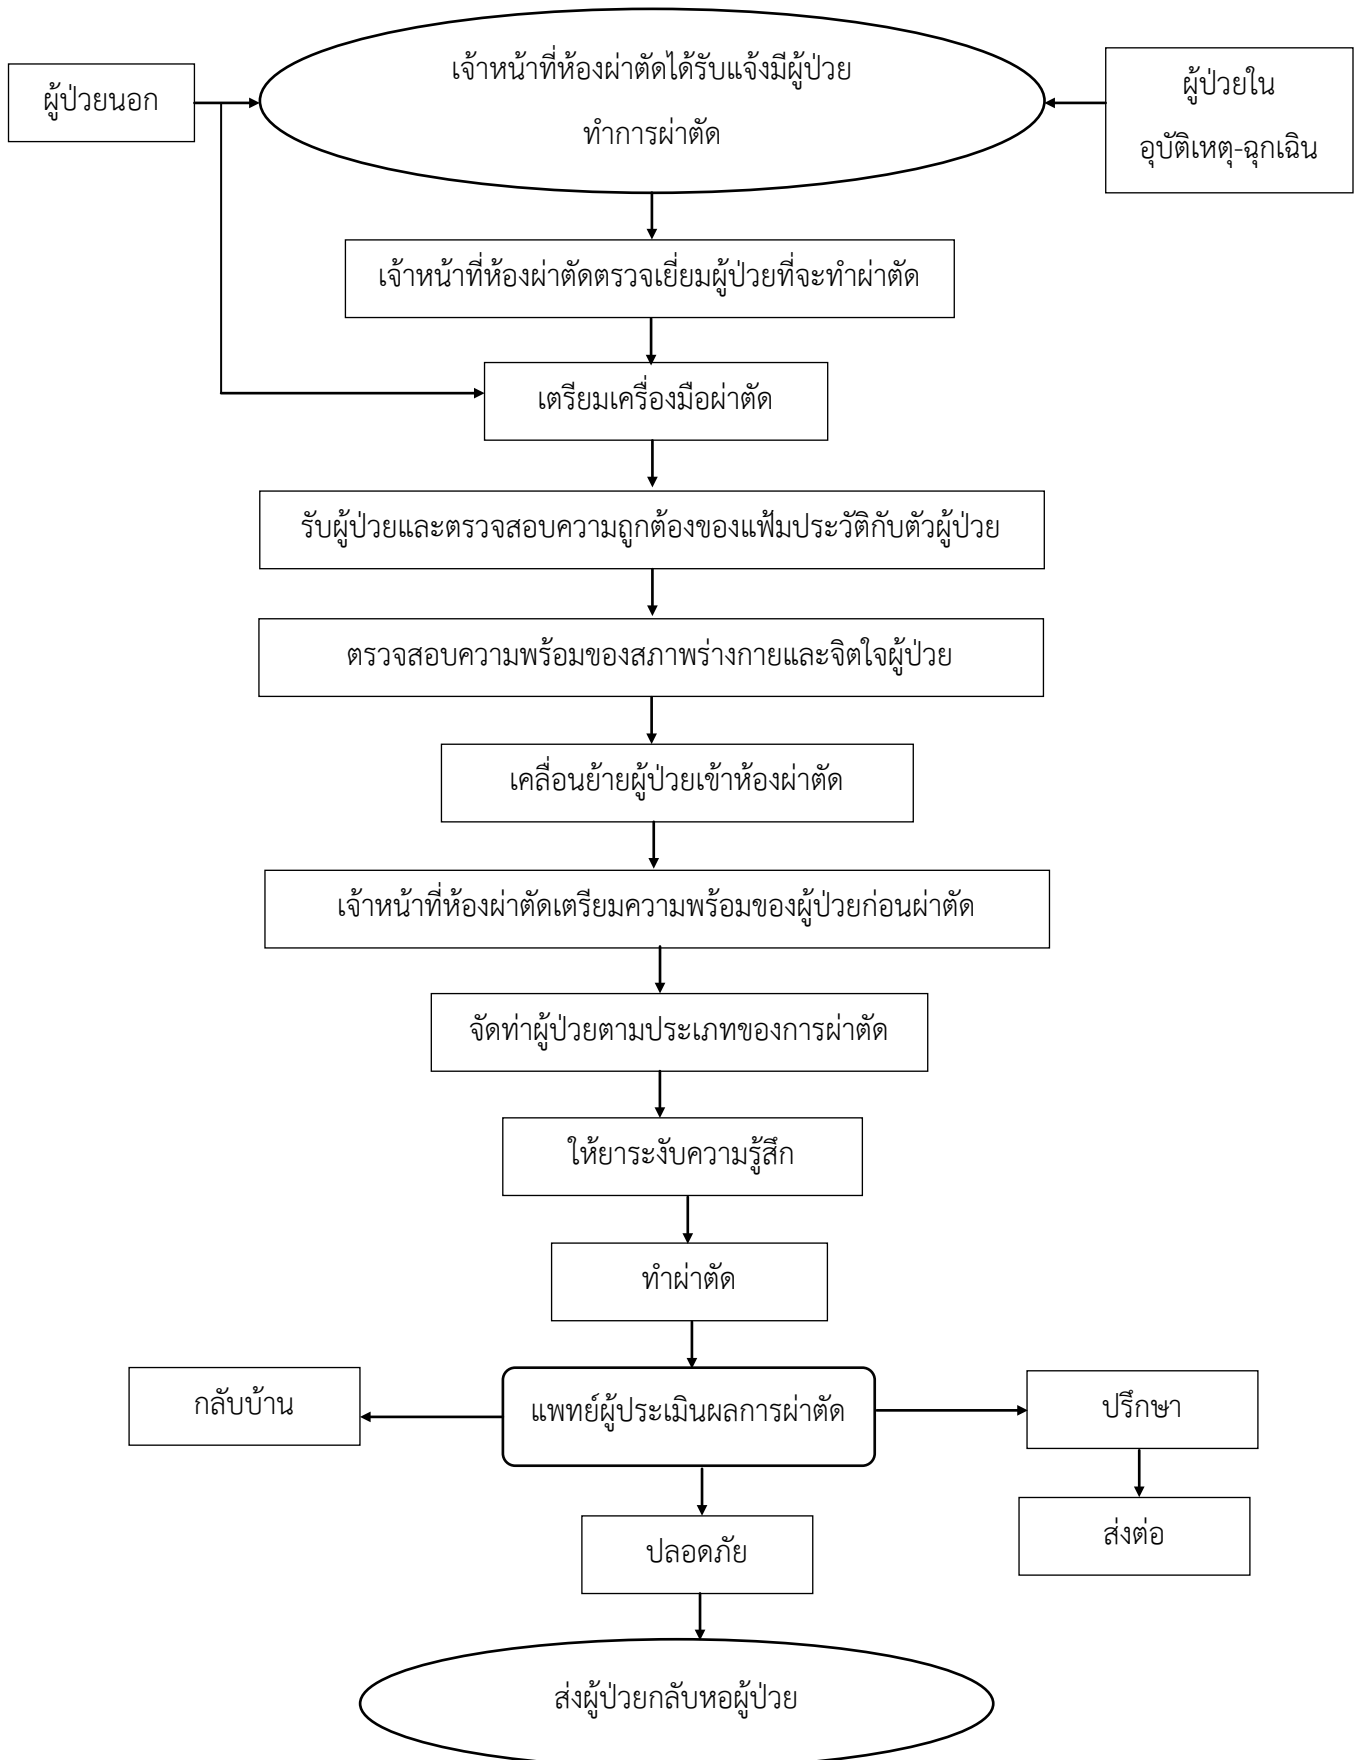 เจ้าหน้าที่ห้องผ่าตัดได้รับแจ้งมีผู้ป่วย
ทำการผ่าตัด
ผู้ป่วยนอก
ผู้ป่วยใน
อุบัติเหตุ-ฉุกเฉิน
เจ้าหน้าที่ห้องผ่าตัดตรวจเยี่ยมผู้ป่วยที่จะทำผ่าตัด
เตรียมเครื่องมือผ่าตัด
รับผู้ป่วยและตรวจสอบความถูกต้องของแฟ้มประวัติกับตัวผู้ป่วย
ตรวจสอบความพร้อมของสภาพร่างกายและจิตใจผู้ป่วย
เคลื่อนย้ายผู้ป่วยเข้าห้องผ่าตัด
เจ้าหน้าที่ห้องผ่าตัดเตรียมความพร้อมของผู้ป่วยก่อนผ่าตัด
จัดท่าผู้ป่วยตามประเภทของการผ่าตัด
ให้ยาระงับความรู้สึก
ทำผ่าตัด
กลับบ้าน
แพทย์ผู้ประเมินผลการผ่าตัด
ปรึกษา
ส่งต่อ
ปลอดภัย
ส่งผู้ป่วยกลับหอผู้ป่วย